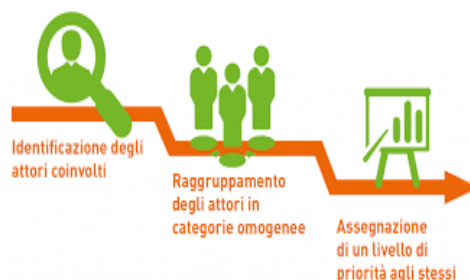 Identificazione degli
attori coinvolti
Raggruppamento
degli attori in
categorie omogenee
Assegnazione
di un livello di
priorità agli stessi